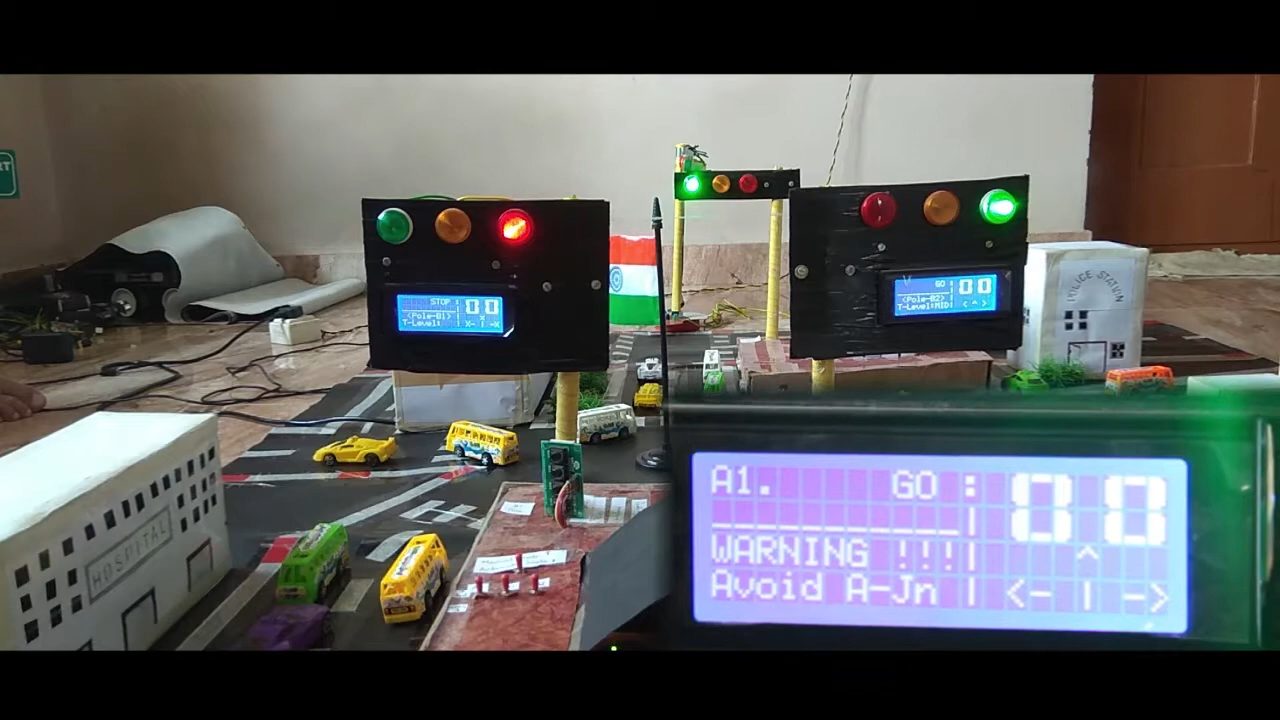 STOP : 00
<Pole-01>
T-Level:
GO : 00
<Pole-02>
T-Level:MID
POLICE STATION
HOSPITAL
A1. GO : 00
WARNING !!! | ^
Avoid A-Jn | <- | ->